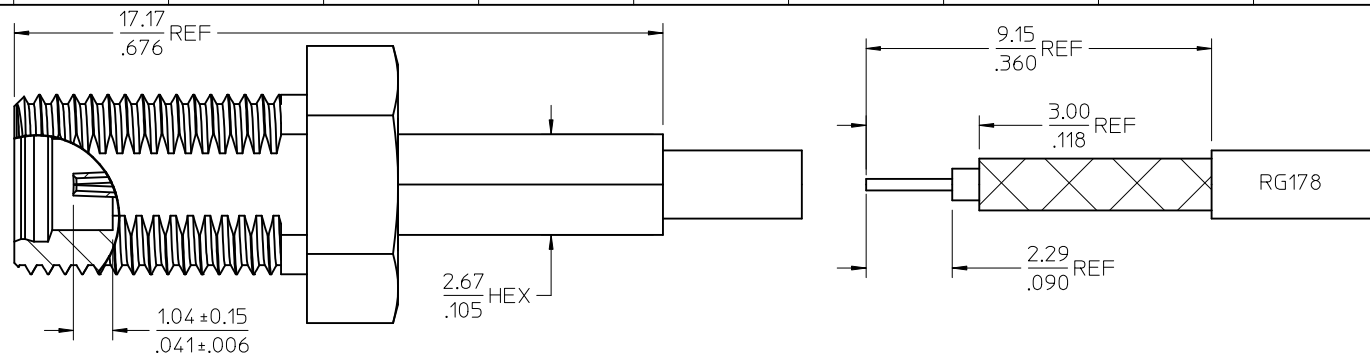 17.17
.676 REF
9.15
.360 REF
3.00
.118 REF
RG178
2.29
.090 REF
2.67
.105 HEX
1.04±0.15
.041±.006